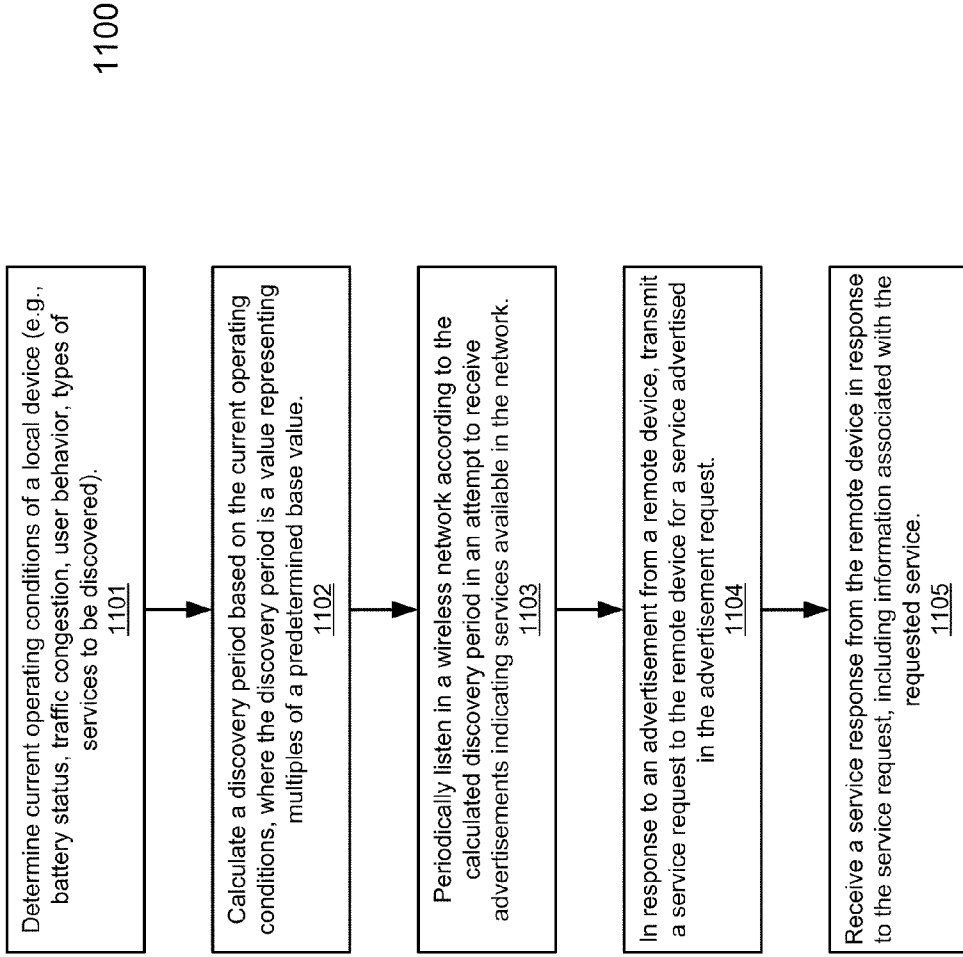 1100
Determine current operating conditions of a local device (e.g.,
battery status, traffic congestion, user behavior, types of
services to be discovered).
1101
Calculate a discovery period based on the current operating
conditions, where the discovery period is a value representing
multiples of a predetermined base value.
1102
Periodically listen in a wireless network according to the
calculated discovery period in an attempt to receive
advertisements indicating services available in the network.
1103
In response to an advertisement from a remote device, transmit
a service request to the remote device for a service advertised
in the advertisement request.
1104
Receive a service response from the remote device in response
to the service request, including information associated with the
requested service.
1105